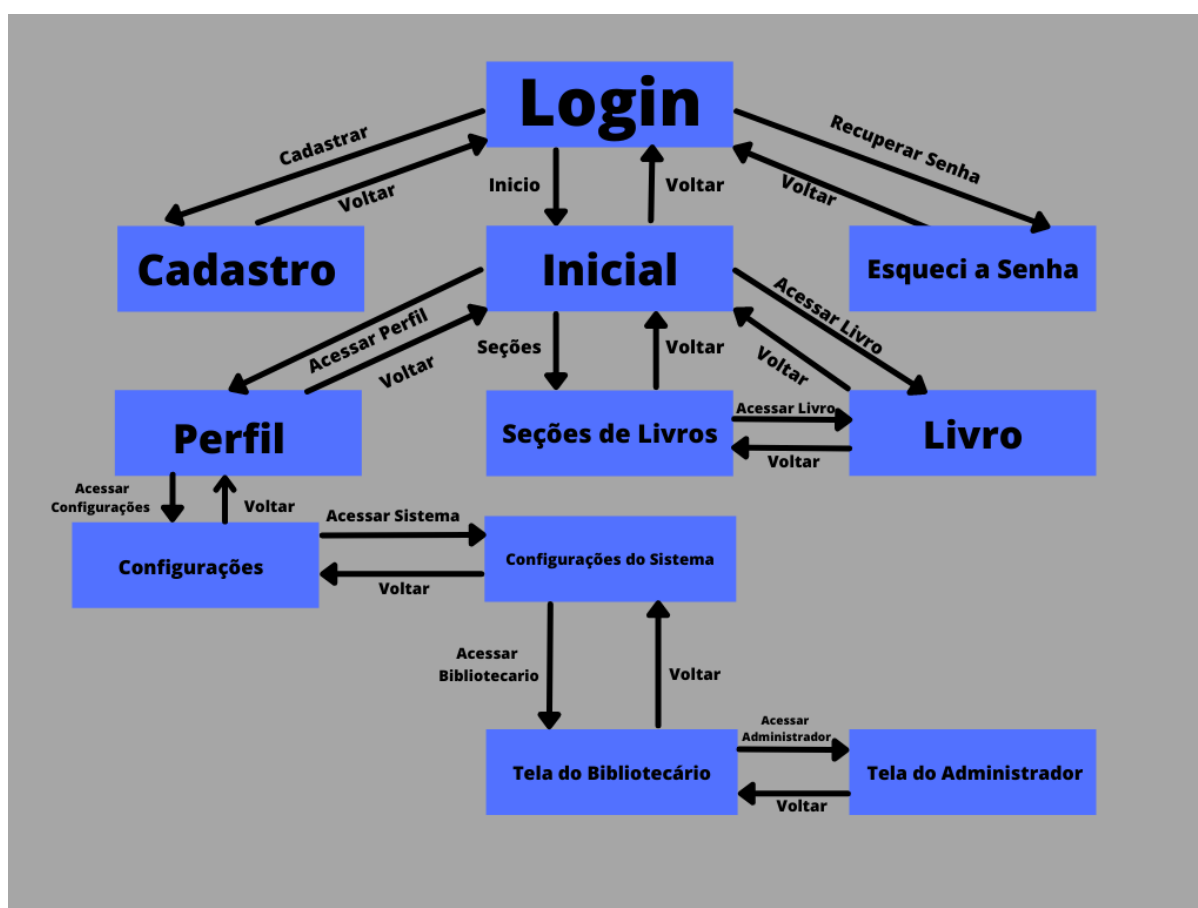 Login
Cadastrar
Voltar
Inicio
Voltar
Recuperar Senha
Voltar
Cadastro
Inicial
Esqueci a Senha
Acessar Perfil
Voltar
Seções
Voltar
Acessar Livro
Voltar
Perfil
Seções de Livros
Acessar Livro
Voltar
Livro
Acessar
Configurações
Voltar
Configurações
Acessar Sistema
Voltar
Configurações do Sistema
Acessar
Bibliotecario
Voltar
Tela do Bibliotecário
Acessar
Administrador
Voltar
Tela do Administrador